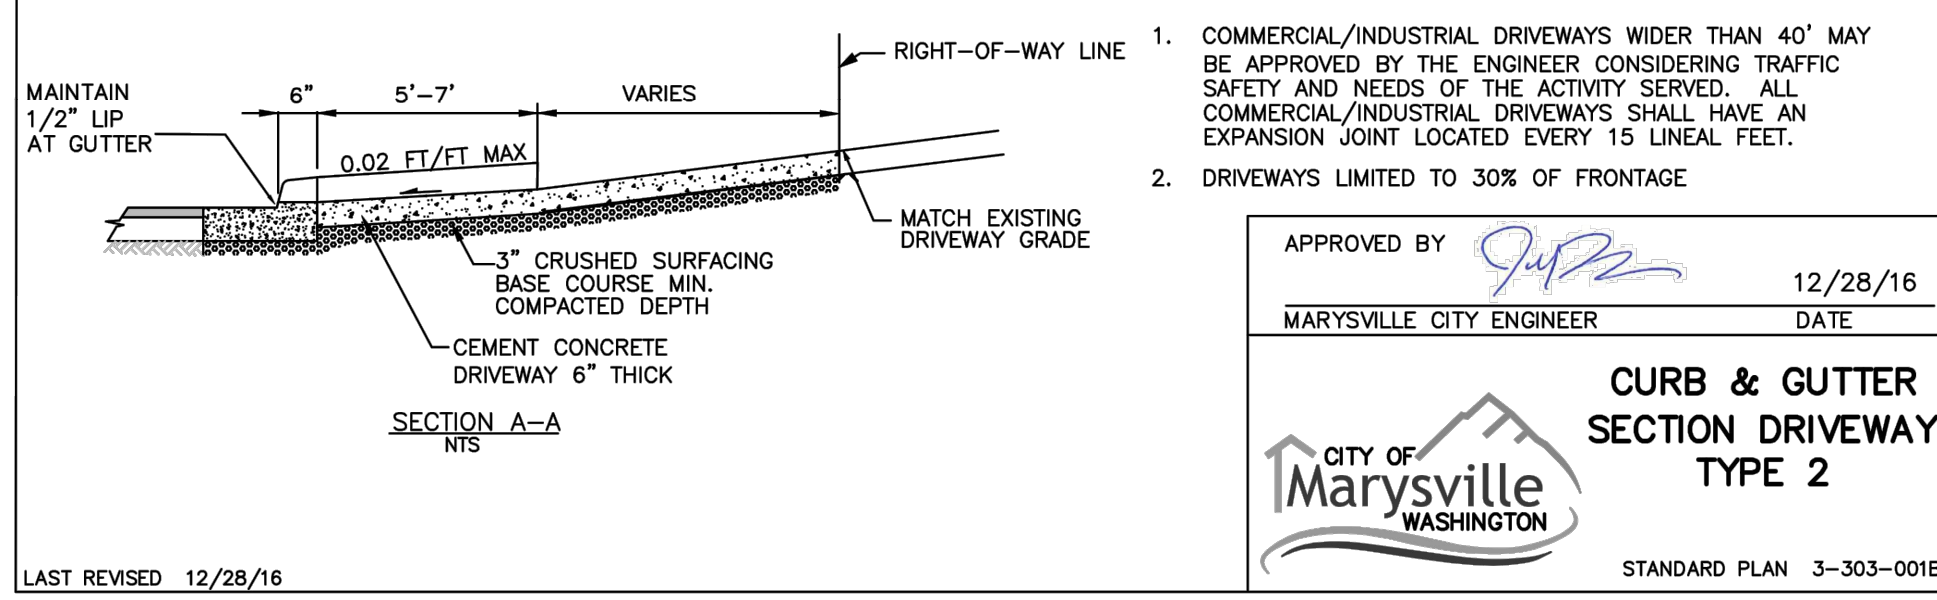 MAINTAIN
1/2" LIP
AT GUTTER
6"
5'-7'
VARIES
RIGHT-OF-WAY LINE
0.02 FT/FT MAX
MATCH EXISTING
DRIVEWAY GRADE
3" CRUSHED SURFACING
BASE COURSE MIN.
COMPACTED DEPTH
CEMENT CONCRETE
DRIVEWAY 6" THICK
SECTION A-A
NTS
LAST REVISED 12/28/16
1. COMMERCIAL/INDUSTRIAL DRIVEWAYS WIDER THAN 40' MAY
BE APPROVED BY THE ENGINEER CONSIDERING TRAFFIC
SAFETY AND NEEDS OF THE ACTIVITY SERVED. ALL
COMMERCIAL/INDUSTRIAL DRIVEWAYS SHALL HAVE AN
EXPANSION JOINT LOCATED EVERY 15 LINEAL FEET.
2. DRIVEWAYS LIMITED TO 30% OF FRONTAGE
APPROVED BY
12/28/16
MARYSVILLE CITY ENGINEER DATE
CITY OF
Marysville
WASHINGTON
CURB & GUTTER
SECTION DRIVEWAY
TYPE 2
STANDARD PLAN 3-303-001B